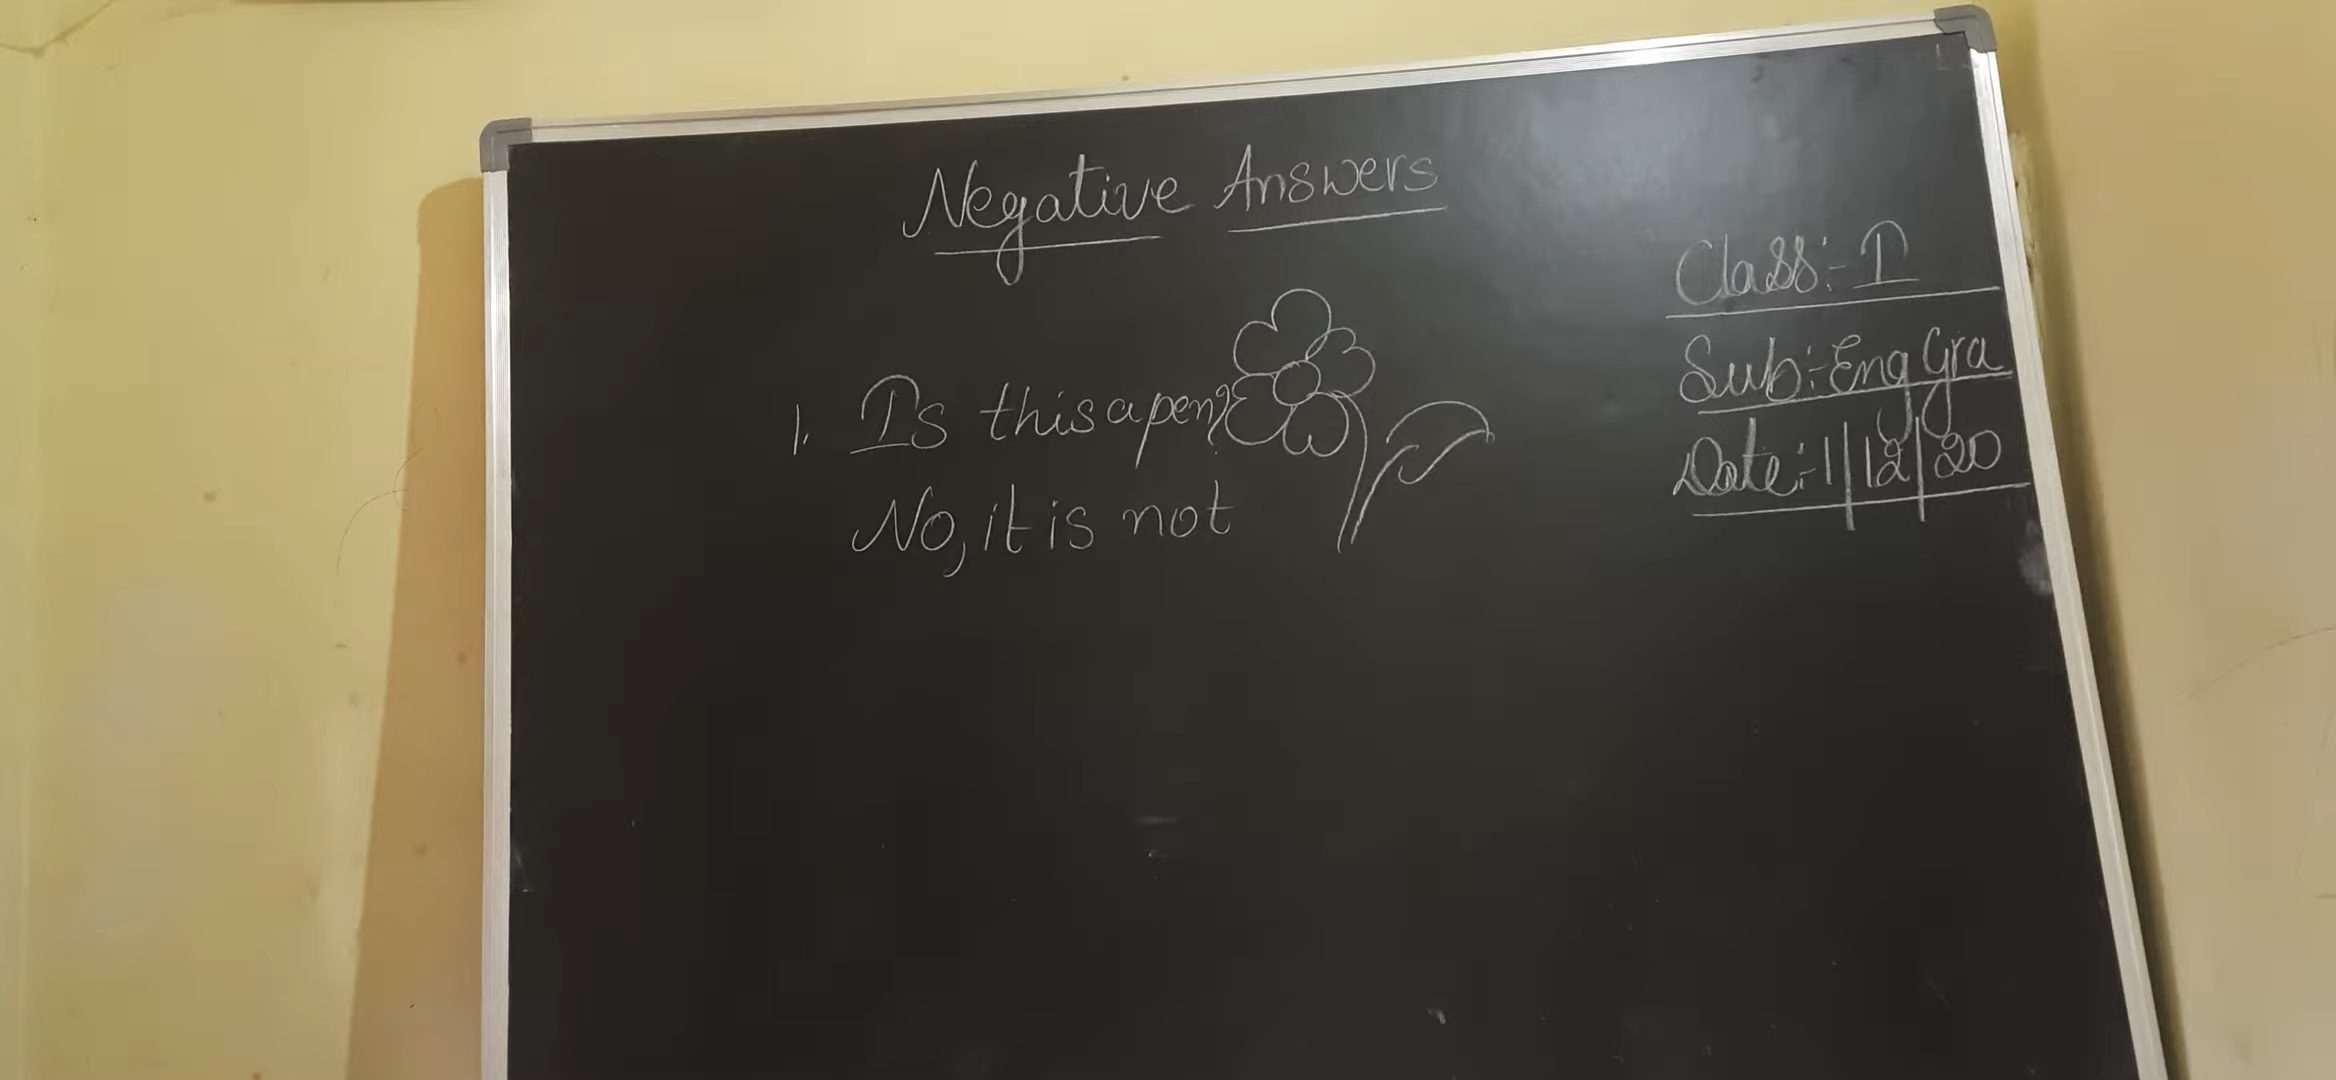 Negative Answers
Class:- I
Sub:- Eng Gra
Date:- 1/12/20
1. Is this a pen?
No, it is not